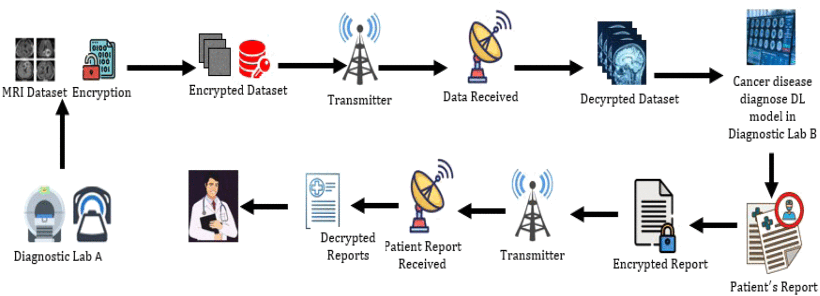 MRI Dataset Encryption
Encrypted Dataset
Transmitter
Data Received
Decyrpted Dataset
Cancer disease
diagnose DL
model in
Diagnostic Lab B
Diagnostic Lab A
Decrypted
Reports
Patient Report
Received
Transmitter
Encrypted Report
Patient's Report